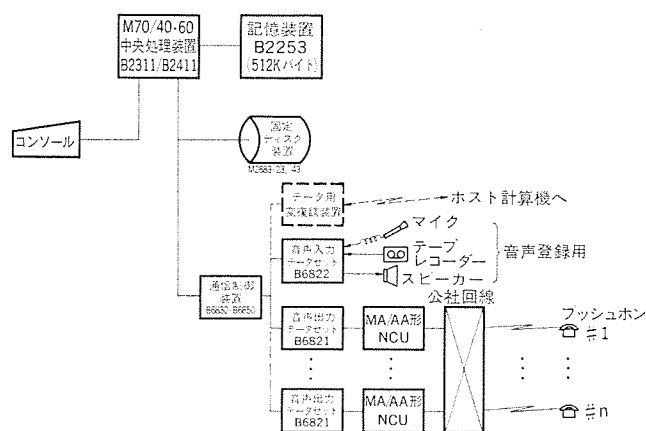 M70/40·60
中央処理装置
B2311/B2411
記憶装置
B2253
(512Kバイト)
コンソール
固定
ディスク
装置
M2883-23, 43
データ用
変復調装置
ホスト計算機へ
マイク
音声入力
データセット
B6822
テープ
レコーダー
スピーカー
音声登録用
通信制御
装置
B6830·B6850
公社回線
音声出力
データセット
B6821
MA/AA形
NCU
プッシュホン
#1
音声出力
データセット
B6821
MA/AA形
NCU
#n